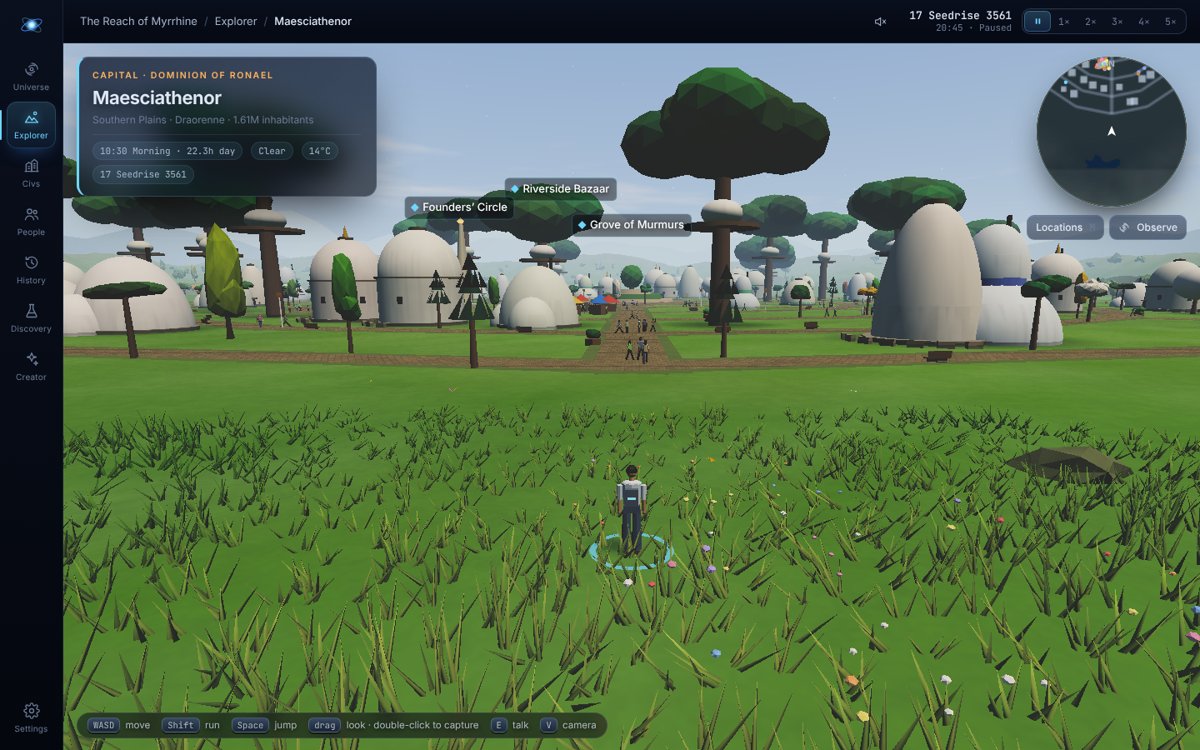 The Reach of Myrrhine / Explorer / Maesciathenor
17 Seedrise 3561
20:45 · Paused
1×
2×
3×
4×
5×
Universe
Explorer
Civs
People
History
Discovery
Creator
Settings
CAPITAL · DOMINION OF RONAEL
Maesciathenor
Southern Plains · Draorenne · 1.61M inhabitants
10:30 Morning · 22.3h day
Clear
14°C
17 Seedrise 3561
Riverside Bazaar
Founders’ Circle
Grove of Murmurs
Locations
Observe
WASD move Shift run Space jump drag look · double-click to capture E talk V camera